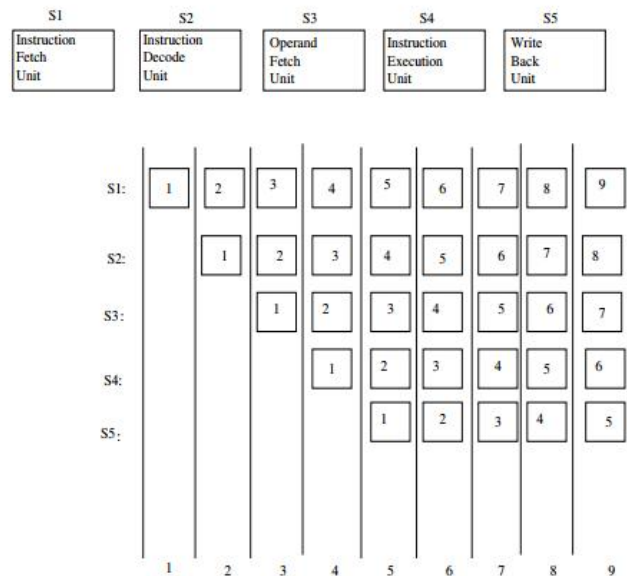 S1 S2 S3 S4 S5
Instruction Instruction Operand Instruction Write
Fetch Decode Fetch Execution Back
Unit Unit Unit Unit Unit
S1: 1 2 3 4 5 6 7 8 9
S2: 1 2 3 4 5 6 7 8
S3: 1 2 3 4 5 6 7
S4: 1 2 3 4 5 6
S5: 1 2 3 4 5
1 2 3 4 5 6 7 8 9